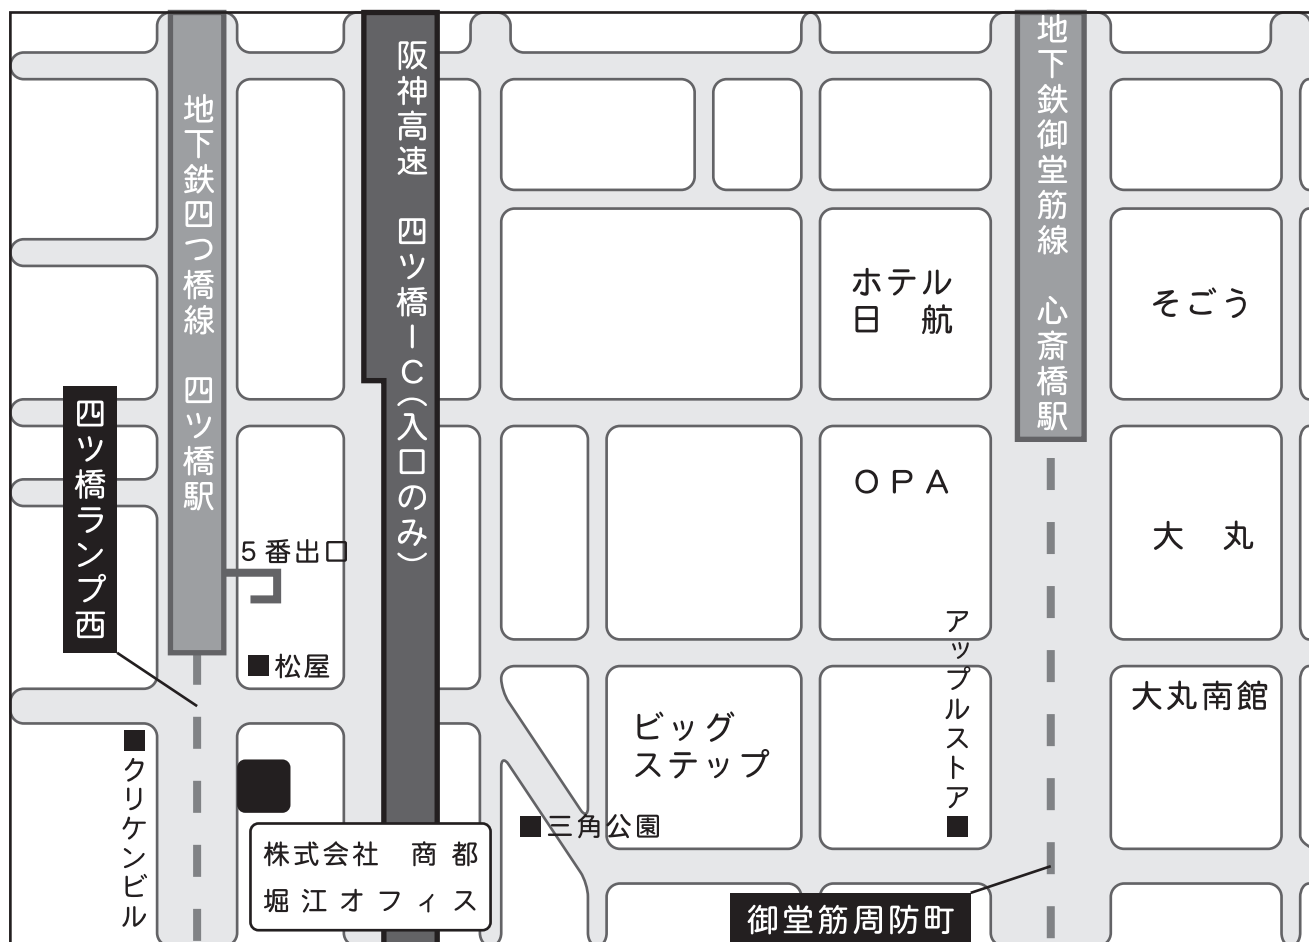 地下鉄四つ橋線　四ツ橋駅
阪神高速　四ツ橋IC（入口のみ）
地下鉄御堂筋線　心斎橋駅
ホテル
日　航
そごう
四ツ橋ランプ西
OPA
大　丸
5番出口
■松屋
アップルストア■
大丸南館
ビッグ
ステップ
■クリケンビル
■三角公園
株式会社　商都
堀江オフィス
御堂筋周防町